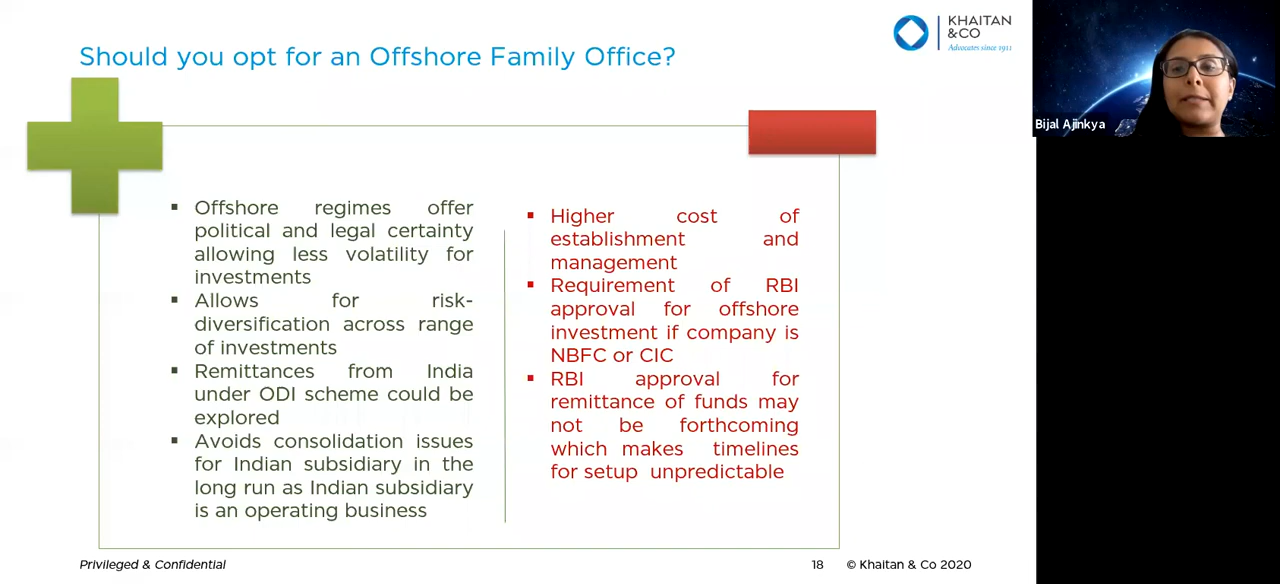 Should you opt for an Offshore Family Office?
KHAITAN
&CO
Advocates since 1911
Bijal Ajinkya
▪ Offshore regimes offer
political and legal certainty
allowing less volatility for
investments
▪ Allows for risk-
diversification across range
of investments
▪ Remittances from India
under ODI scheme could be
explored
▪ Avoids consolidation issues
for Indian subsidiary in the
long run as Indian subsidiary
is an operating business
▪ Higher cost of
establishment and
management
▪ Requirement of RBI
approval for offshore
investment if company is
NBFC or CIC
▪ RBI approval for
remittance of funds may
not be forthcoming
which makes timelines
for setup unpredictable
Privileged & Confidential
18 © Khaitan & Co 2020